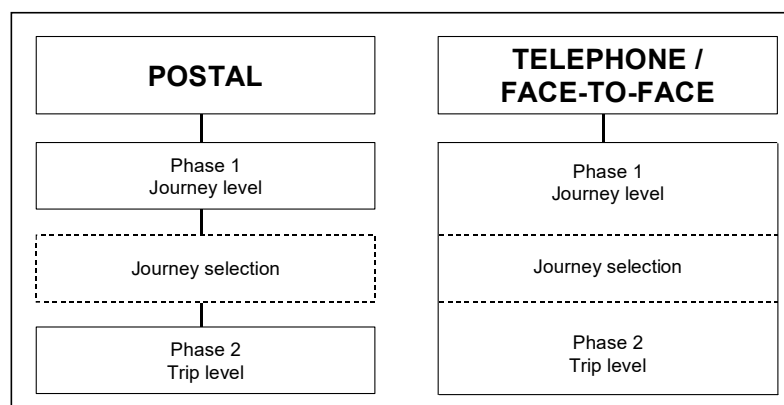 POSTAL
Phase 1
Journey level
Journey selection
Phase 2
Trip level
TELEPHONE /
FACE-TO-FACE
Phase 1
Journey level
Journey selection
Phase 2
Trip level